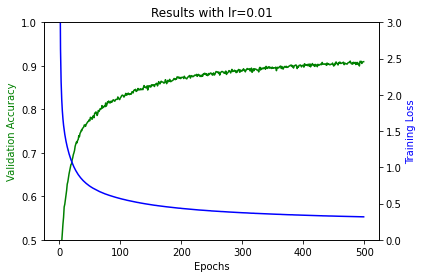 Results with lr=0.01
1.0
0.9
0.8
0.7
0.6
0.5
Validation Accuracy
3.0
2.5
2.0
1.5
1.0
0.5
0.0
Training Loss
0 100 200 300 400 500
Epochs